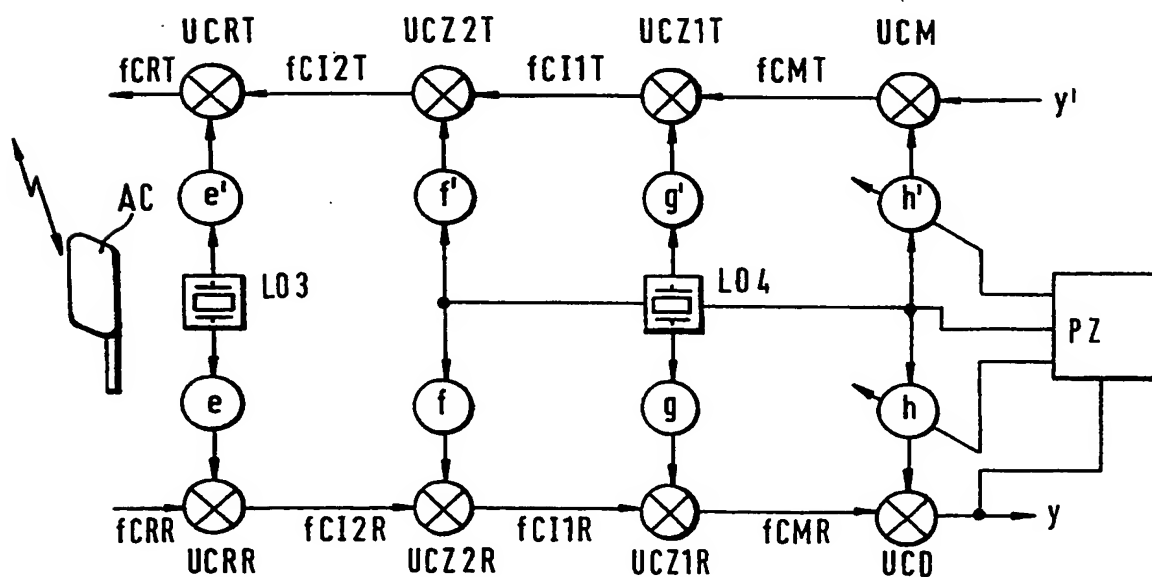 UCRT UCZ2T UCZ1T UCM
fCRT fCI2T fCI1T fCMT
y'
e' f' g' h'
AC
LO3 LO4
PZ
e f g h
fCRR fCI2R fCI1R fCMR y
UCRR UCZ2R UCZ1R UCD